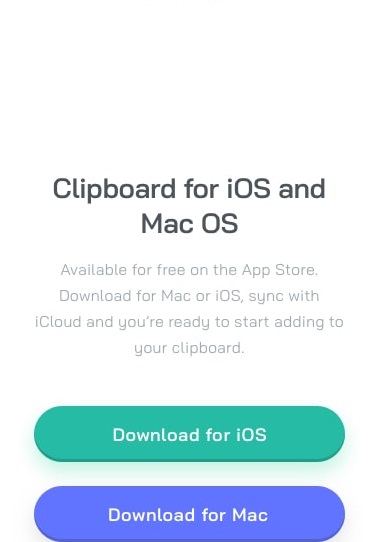 Clipboard for iOS and
Mac OS
Available for free on the App Store.
Download for Mac or iOS, sync with
iCloud and you’re ready to start adding to
your clipboard.
Download for iOS
Download for Mac